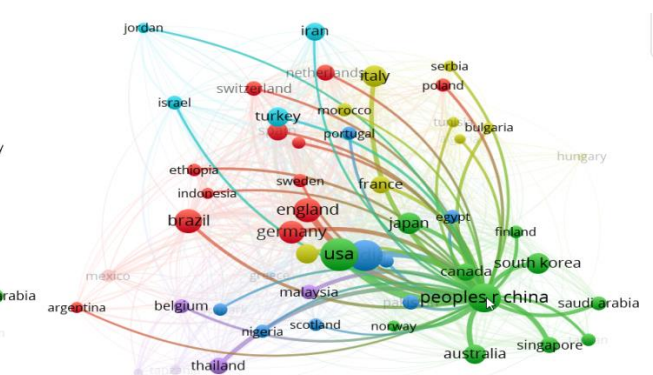 jordan
iran
netherlands
italy
serbia
switzerland
poland
israel
morocco
turkey
portugal
bulgaria
hungary
ethiopia
sweden
france
indonesia
england
brazil
japan
egypt
germany
finland
usa
south korea
canada
mexico
greece
malaysia
peoples r china
arabia
saudi arabia
argentina
belgium
nigeria
scotland
norway
singapore
australia
thailand